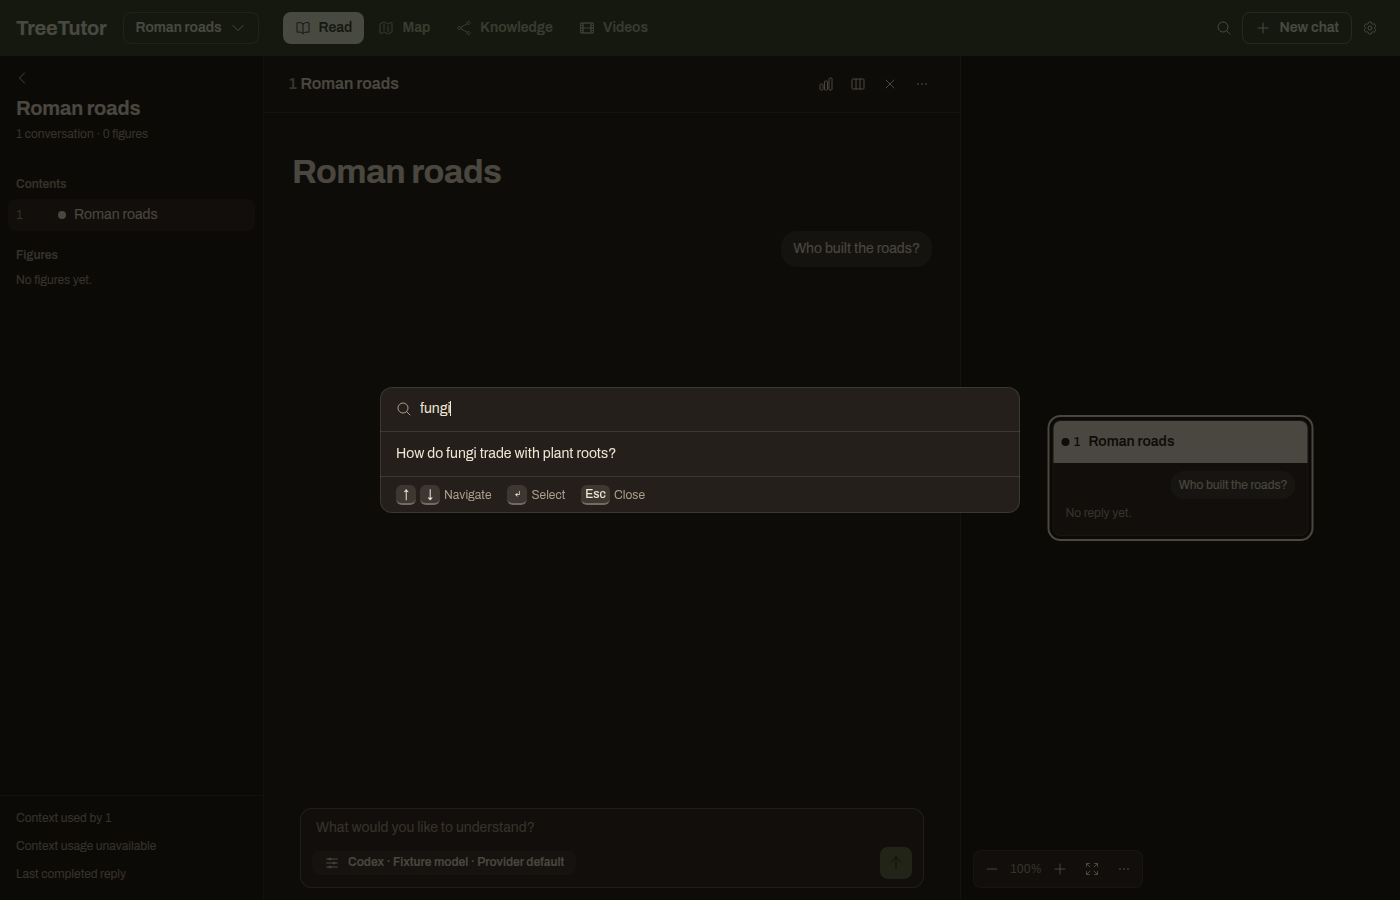 TreeTutor
Roman roads
Read
Map
Knowledge
Videos
New chat
Roman roads
1 conversation · 0 figures
Contents
1 Roman roads
Figures
No figures yet.
Context used by 1
Context usage unavailable
Last completed reply
1 Roman roads
Roman roads
Who built the roads?
fungi
How do fungi trade with plant roots?
↑ ↓ Navigate ↵ Select Esc Close
What would you like to understand?
Codex · Fixture model · Provider default
1 Roman roads
Who built the roads?
No reply yet.
100%